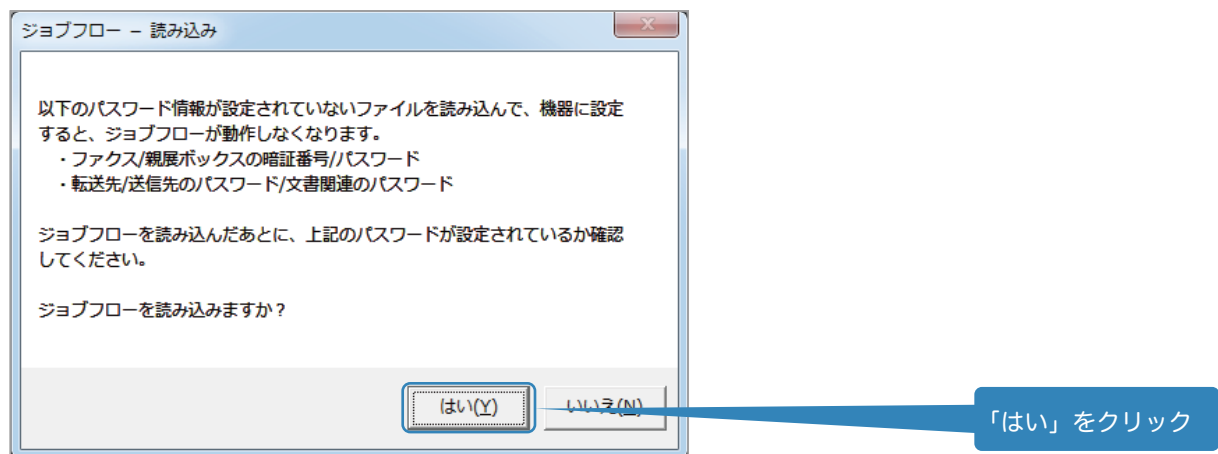 ジョブフロー － 読み込み
以下のパスワード情報が設定されていないファイルを読み込んで、機器に設定
すると、ジョブフローが動作しなくなります。
・ファクス/親展ボックスの暗証番号/パスワード
・転送先/送信先のパスワード/文書関連のパスワード
ジョブフローを読み込んだあとに、上記のパスワードが設定されているか確認
してください。
ジョブフローを読み込みますか？
はい(Y) いいえ(N)
「はい」をクリック